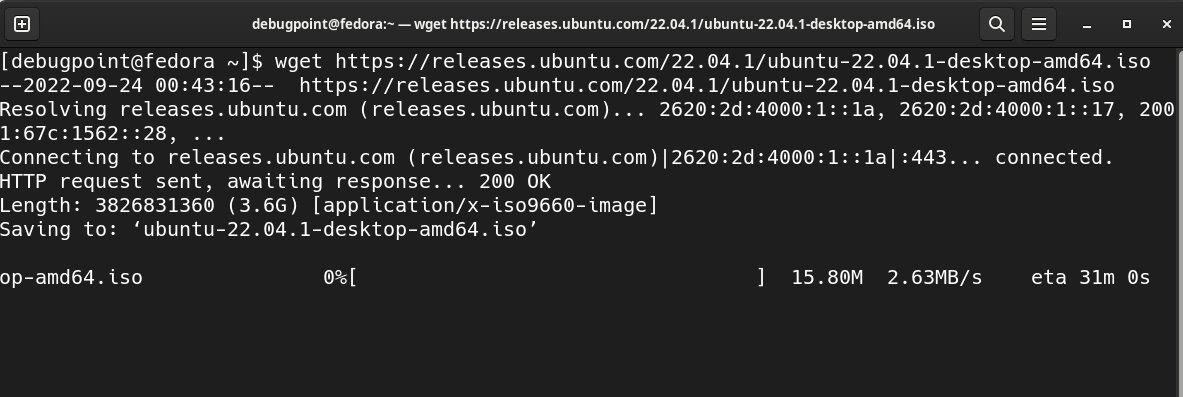 debugpoint@fedora:~ — wget https://releases.ubuntu.com/22.04.1/ubuntu-22.04.1-desktop-amd64.iso
[debugpoint@fedora ~]$ wget https://releases.ubuntu.com/22.04.1/ubuntu-22.04.1-desktop-amd64.iso
--2022-09-24 00:43:16--  https://releases.ubuntu.com/22.04.1/ubuntu-22.04.1-desktop-amd64.iso
Resolving releases.ubuntu.com (releases.ubuntu.com)... 2620:2d:4000:1::1a, 2620:2d:4000:1::17, 200
1:67c:1562::28, ...
Connecting to releases.ubuntu.com (releases.ubuntu.com)|2620:2d:4000:1::1a|:443... connected.
HTTP request sent, awaiting response... 200 OK
Length: 3826831360 (3.6G) [application/x-iso9660-image]
Saving to: ‘ubuntu-22.04.1-desktop-amd64.iso’
op-amd64.iso               0%[                                 ]  15.80M  2.63MB/s    eta 31m 0s